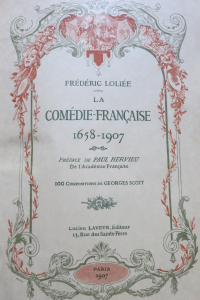 FRÉDÉRIC LOLIÉE
LA
COMÉDIE-FRANÇAISE
1658-1907
PRÉFACE DE PAUL HERVIEU
De l'Académie Française
100 COMPOSITIONS DE GEORGES SCOTT
Lucien LAVEUR, Editeur
13, Rue des Saints-Pères
PARIS
1907